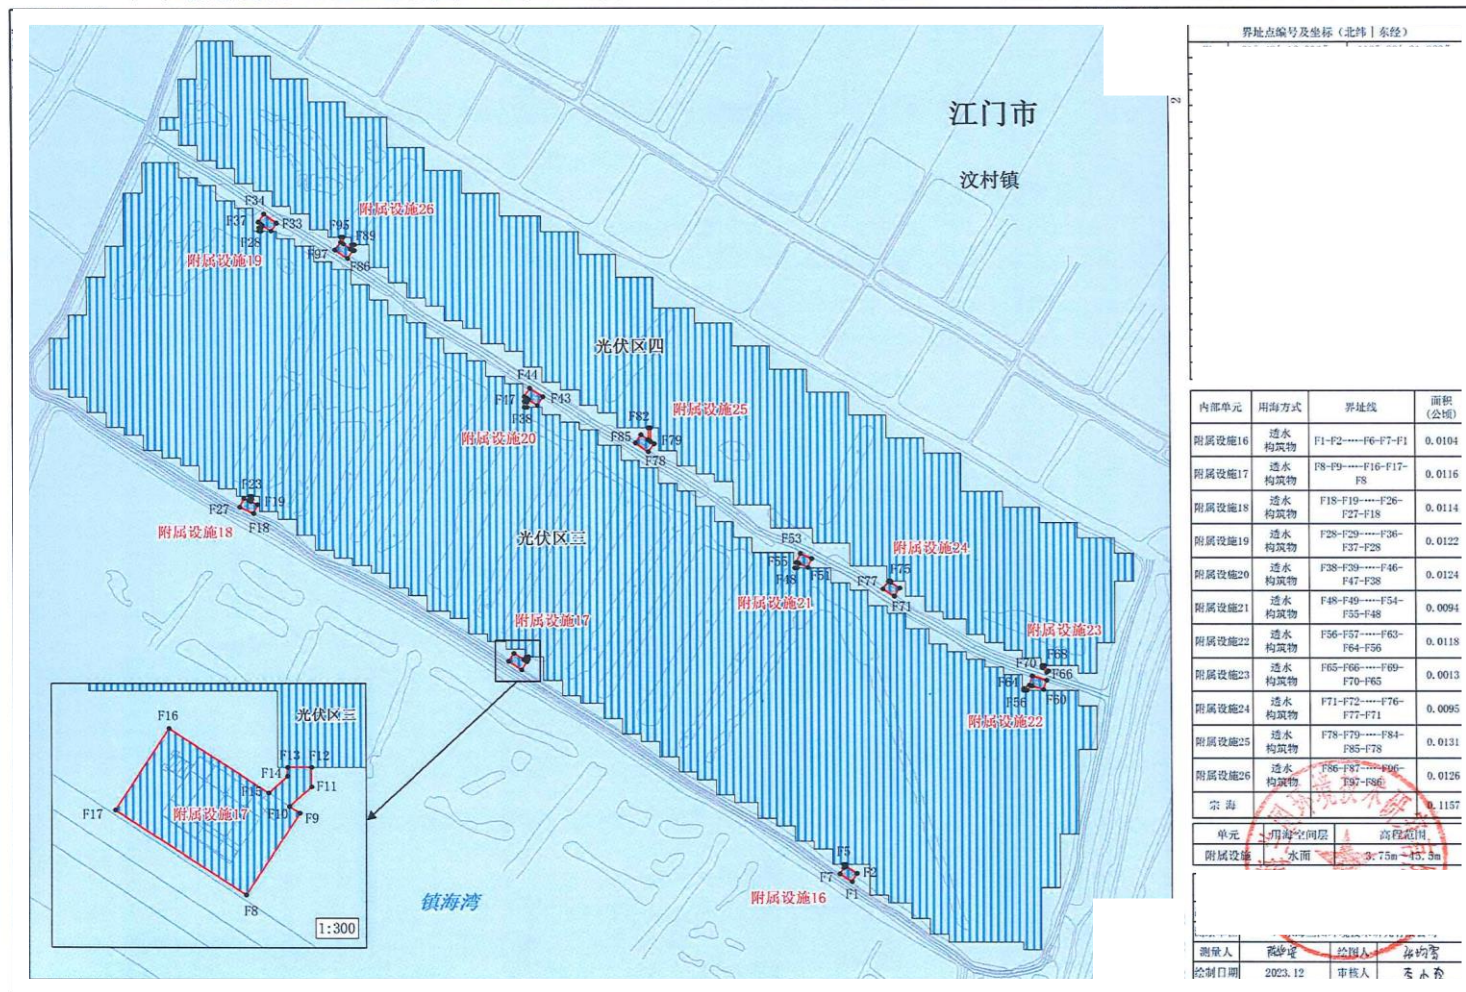 江门市
汶村镇
附属设施26
F34
F37
F33
F28
附属设施19
F95
F89
F97
F86
光伏区四
F44
F47
F43
F38
附属设施20
附属设施25
F82
F85
F79
F78
F23
F19
F27
F18
附属设施18
光伏区三
F53
F55
F51
F48
附属设施21
附属设施24
F77
F75
F71
附属设施17
附属设施23
F70
F68
F66
F64
F60
F56
附属设施22
F5
F2
F7
F1
附属设施16
镇海湾
光伏区三
F16
F13
F12
F14
F11
F15
F10
F9
F17
附属设施17
F8
1:300
2
界址点编号及坐标（北纬｜东经）
内部单元 用海方式 界址线 面积（公顷）
附属设施16 透水构筑物 F1-F2-····-F6-F7-F1 0.0104
附属设施17 透水构筑物 F8-F9-····-F16-F17-F8 0.0116
附属设施18 透水构筑物 F18-F19-····-F26-F27-F18 0.0114
附属设施19 透水构筑物 F28-F29-····-F36-F37-F28 0.0122
附属设施20 透水构筑物 F38-F39-····-F46-F47-F38 0.0124
附属设施21 透水构筑物 F48-F49-····-F54-F55-F48 0.0094
附属设施22 透水构筑物 F56-F57-····-F63-F64-F56 0.0118
附属设施23 透水构筑物 F65-F66-····-F69-F70-F65 0.0013
附属设施24 透水构筑物 F71-F72-····-F76-F77-F71 0.0095
附属设施25 透水构筑物 F78-F79-····-F84-F85-F78 0.0131
附属设施26 透水构筑物 F86-F87-····-F96-F97-F86 0.0126
宗海 0.1157
单元 用海空间层 高程范围
附属设施 水面 3.75m-15.5m
测量人 绘图人
绘制日期 2023.12 审核人